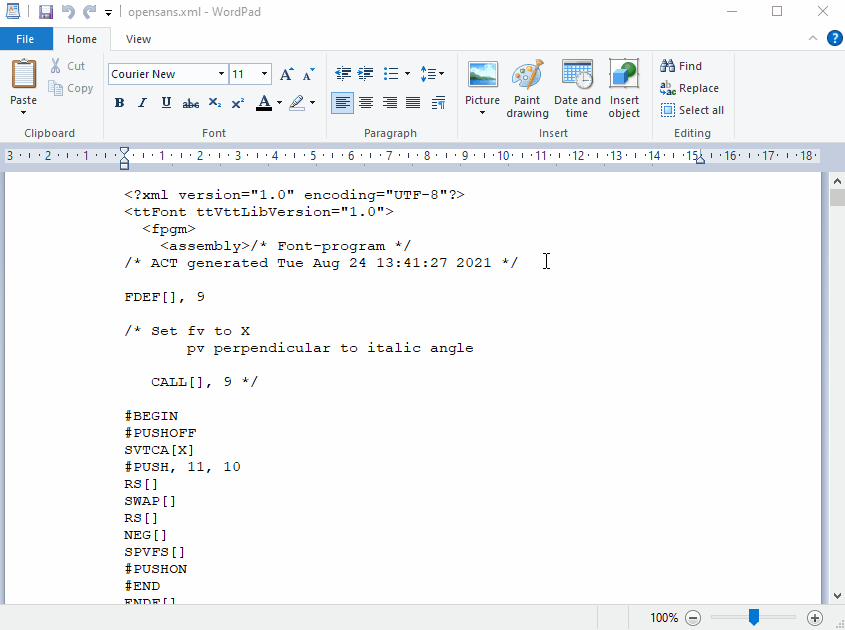 opensans.xml - WordPad
File Home View
Paste
Cut
Copy
Clipboard
Courier New 11 A A
B I U abc X₂ X² A
Font
Paragraph
Picture
Paint drawing
Date and time
Insert object
Insert
Find
Replace
Select all
Editing
3 2 1 1 2 3 4 5 6 7 8 9 10 11 12 13 14 15 16 17 18
<?xml version="1.0" encoding="UTF-8"?>
<ttFont ttVttLibVersion="1.0">
<fpgm>
<assembly>/* Font-program */
/* ACT generated Tue Aug 24 13:41:27 2021 */
FDEF[], 9
/* Set fv to X
pv perpendicular to italic angle
CALL[], 9 */
#BEGIN
#PUSHOFF
SVTCA[X]
#PUSH, 11, 10
RS[]
SWAP[]
RS[]
NEG[]
SPVFS[]
#PUSHON
#END
ENDF[]
100%